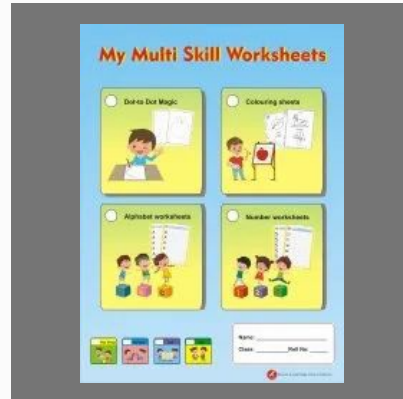 My Multi Skill Worksheets
Dot-to Dot Magic
Colouring sheets
Alphabet worksheets
Number worksheets
Name:
Class: Roll No: